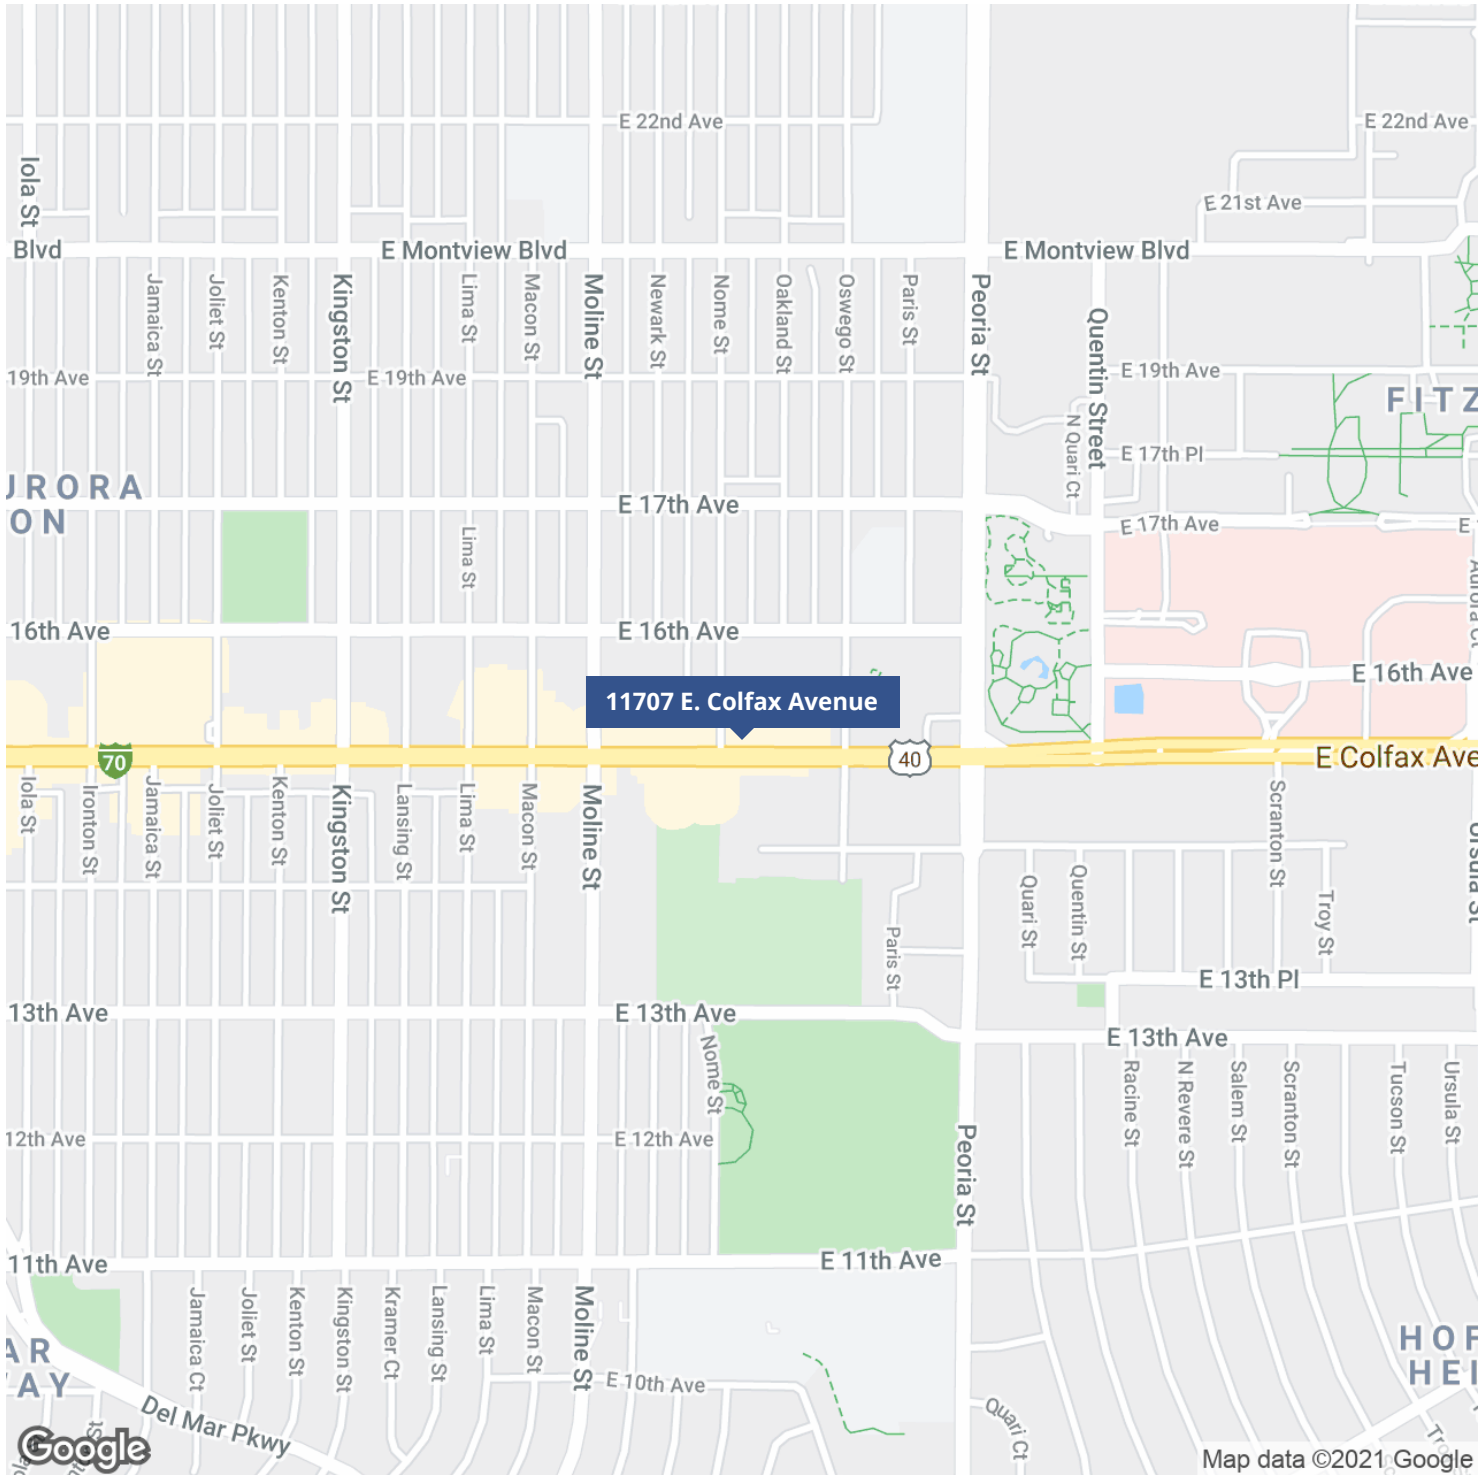 E 22nd Ave
E 22nd Ave
Iola St
E 21st Ave
Blvd
E Montview Blvd
E Montview Blvd
Jamaica St
Joliet St
Kenton St
Kingston St
Lima St
Macon St
Moline St
Newark St
Nome St
Oakland St
Oswego St
Paris St
Peoria St
Quentin Street
19th Ave
E 19th Ave
E 19th Ave
FITZ
N Quari Ct
E 17th Pl
URORA
ON
E 17th Ave
E 17th Ave
E
Lima St
Aurora Ct
16th Ave
E 16th Ave
E 16th Ave
11707 E. Colfax Avenue
70
40
E Colfax Ave
Iola St
Ironton St
Jamaica St
Joliet St
Kenton St
Kingston St
Lansing St
Lima St
Macon St
Moline St
Scranton St
Ursula St
Quari St
Quentin St
Troy St
Paris St
E 13th Pl
13th Ave
E 13th Ave
E 13th Ave
Nome St
Racine St
N Revere St
Salem St
Scranton St
Tucson St
Ursula St
12th Ave
E 12th Ave
Peoria St
11th Ave
E 11th Ave
Jamaica Ct
Joliet St
Kenton St
Kingston St
Kramer Ct
Lansing St
Lima St
Macon St
Moline St
AR
AY
HOF
HEI
E 10th Ave
Del Mar Pkwy
Quari Ct
Google
Map data ©2021 Google